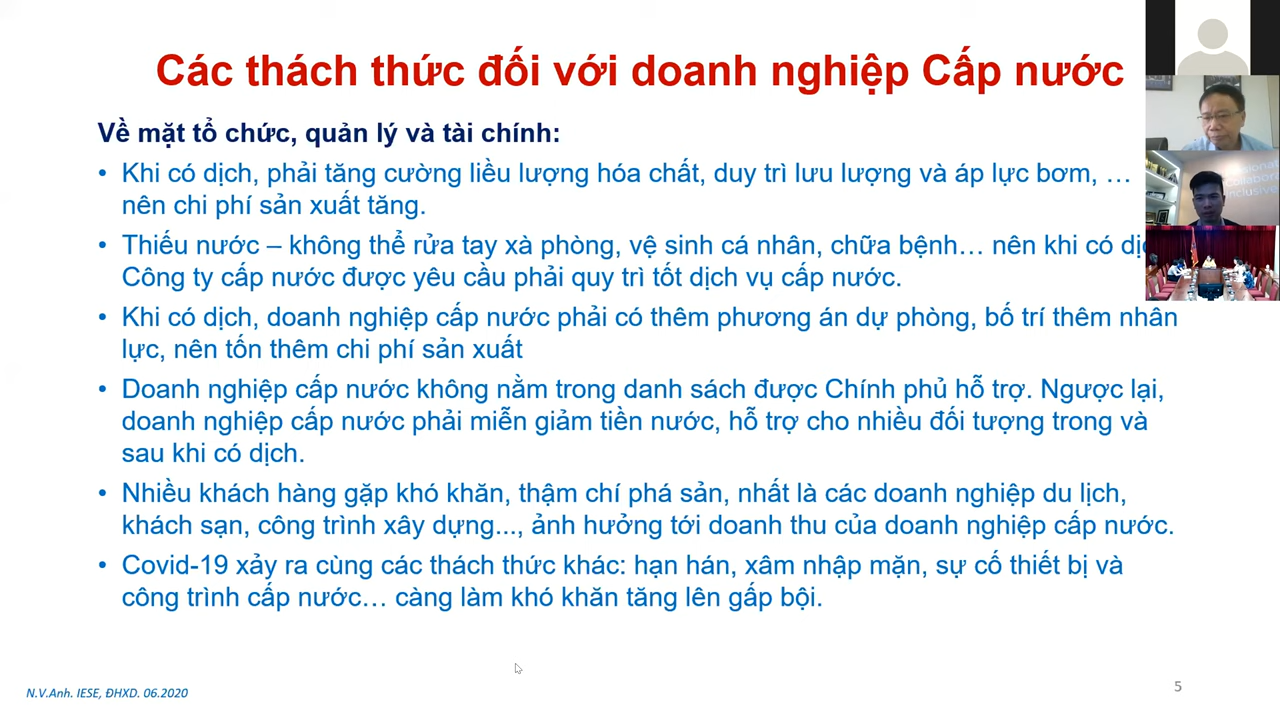 Các thách thức đối với doanh nghiệp Cấp nước
Về mặt tổ chức, quản lý và tài chính:
• Khi có dịch, phải tăng cường liều lượng hóa chất, duy trì lưu lượng và áp lực bơm, …
nên chi phí sản xuất tăng.
• Thiếu nước – không thể rửa tay xà phòng, vệ sinh cá nhân, chữa bệnh… nên khi có
Công ty cấp nước được yêu cầu phải quy trì tốt dịch vụ cấp nước.
• Khi có dịch, doanh nghiệp cấp nước phải có thêm phương án dự phòng, bố trí thêm nhân
lực, nên tốn thêm chi phí sản xuất
• Doanh nghiệp cấp nước không nằm trong danh sách được Chính phủ hỗ trợ. Ngược lại,
doanh nghiệp cấp nước phải miễn giảm tiền nước, hỗ trợ cho nhiều đối tượng trong và
sau khi có dịch.
• Nhiều khách hàng gặp khó khăn, thậm chí phá sản, nhất là các doanh nghiệp du lịch,
khách sạn, công trình xây dựng..., ảnh hưởng tới doanh thu của doanh nghiệp cấp nước.
• Covid-19 xảy ra cùng các thách thức khác: hạn hán, xâm nhập mặn, sự cố thiết bị và
công trình cấp nước… càng làm khó khăn tăng lên gấp bội.
N.V.Anh. IESE, ĐHXD. 06.2020
5